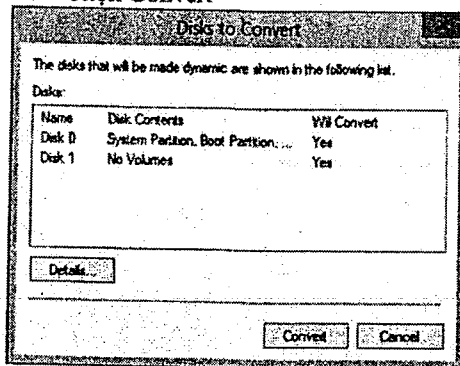 Convert
Disks to Convert
The disks that will be made dynamic are shown in the following list.
Disks:
Name Disk Contents Will Convert
Disk 0 System Partition, Boot Partition, ... Yes
Disk 1 No Volumes Yes
Details...
Convert Cancel